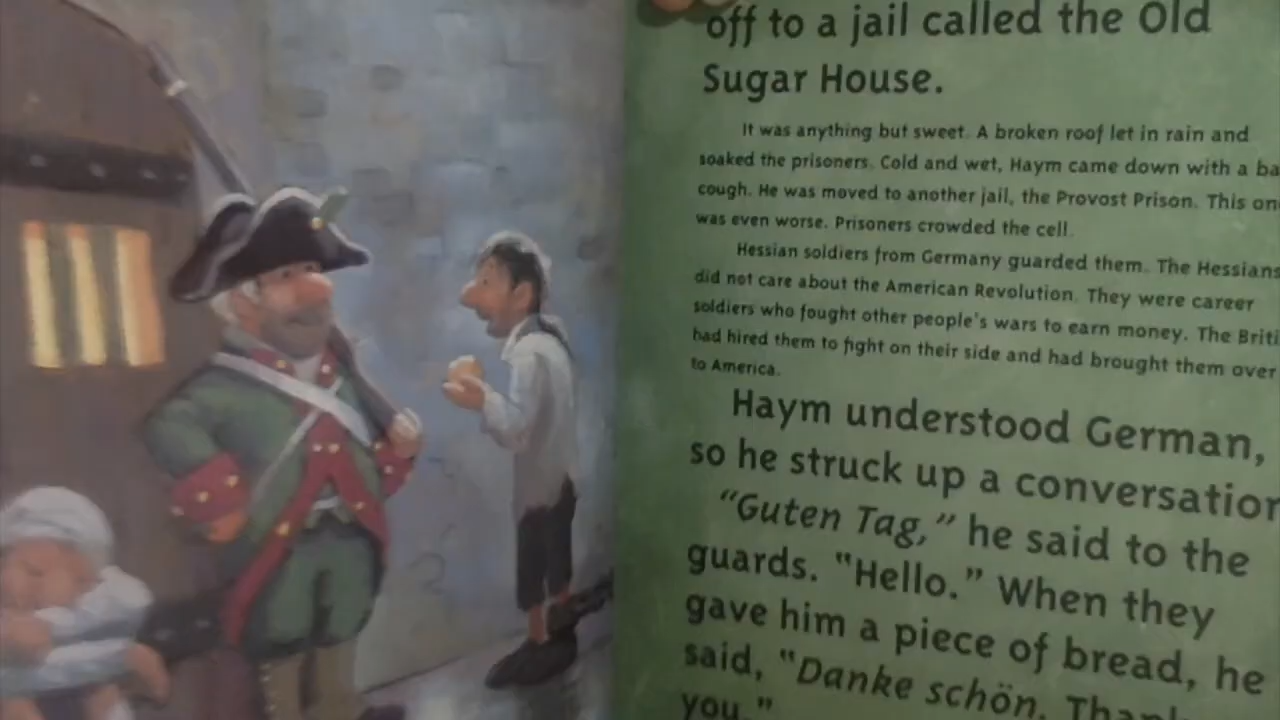 off to a jail called the Old
Sugar House.
It was anything but sweet. A broken roof let in rain and
soaked the prisoners. Cold and wet, Haym came down with a
cough. He was moved to another jail, the Provost Prison. This
was even worse. Prisoners crowded the cell.
Hessian soldiers from Germany guarded them. The Hessians
did not care about the American Revolution. They were career
soldiers who fought other people's wars to earn money. The
had hired them to fight on their side and had brought them over
to America.
Haym understood German,
so he struck up a conversation
"Guten Tag," he said to the
guards. "Hello." When they
gave him a piece of bread, he
said, "Danke schön.
you."